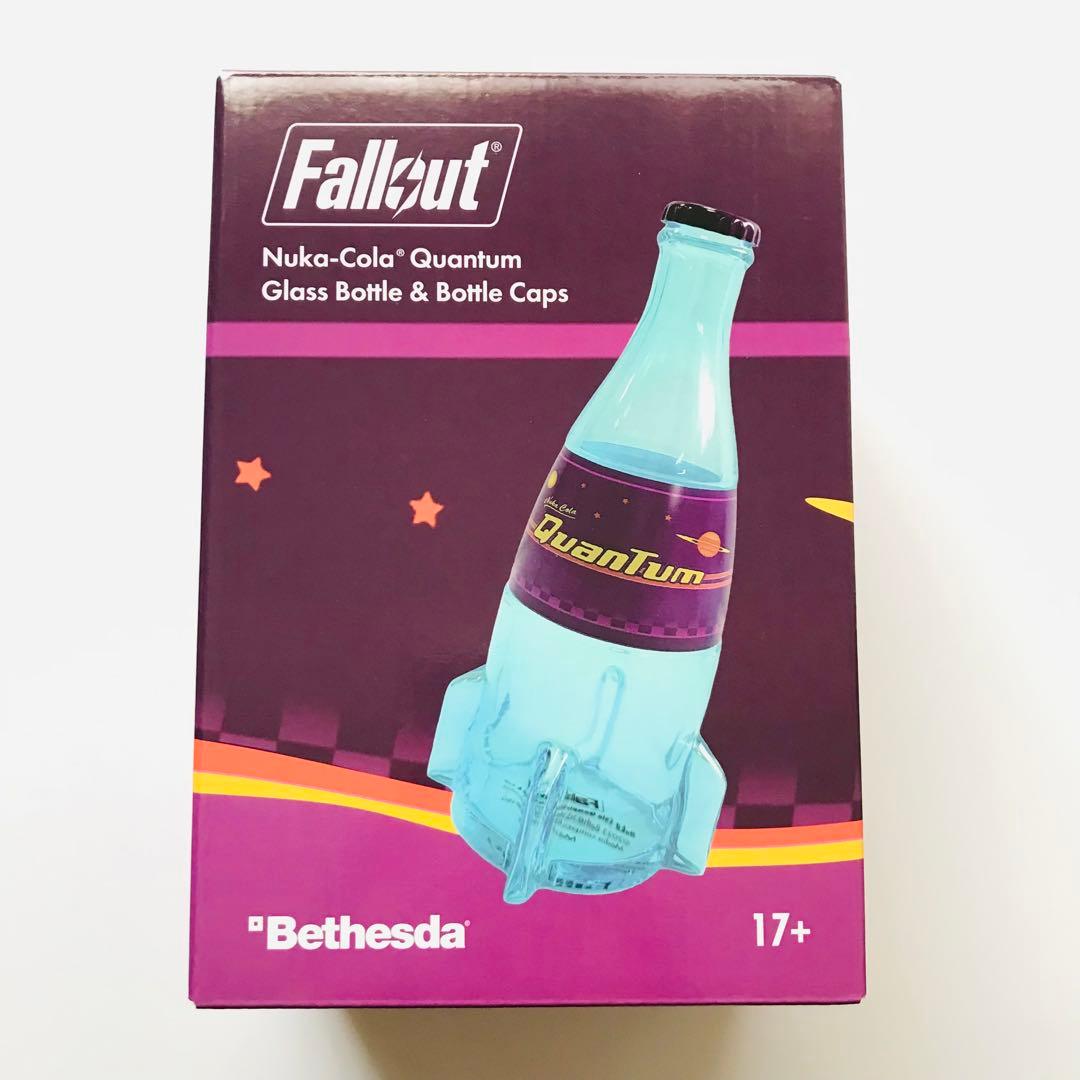 Fallout®
Nuka-Cola® Quantum
Glass Bottle & Bottle Caps
Nuka Cola
QuanTum
Bethesda®
17+